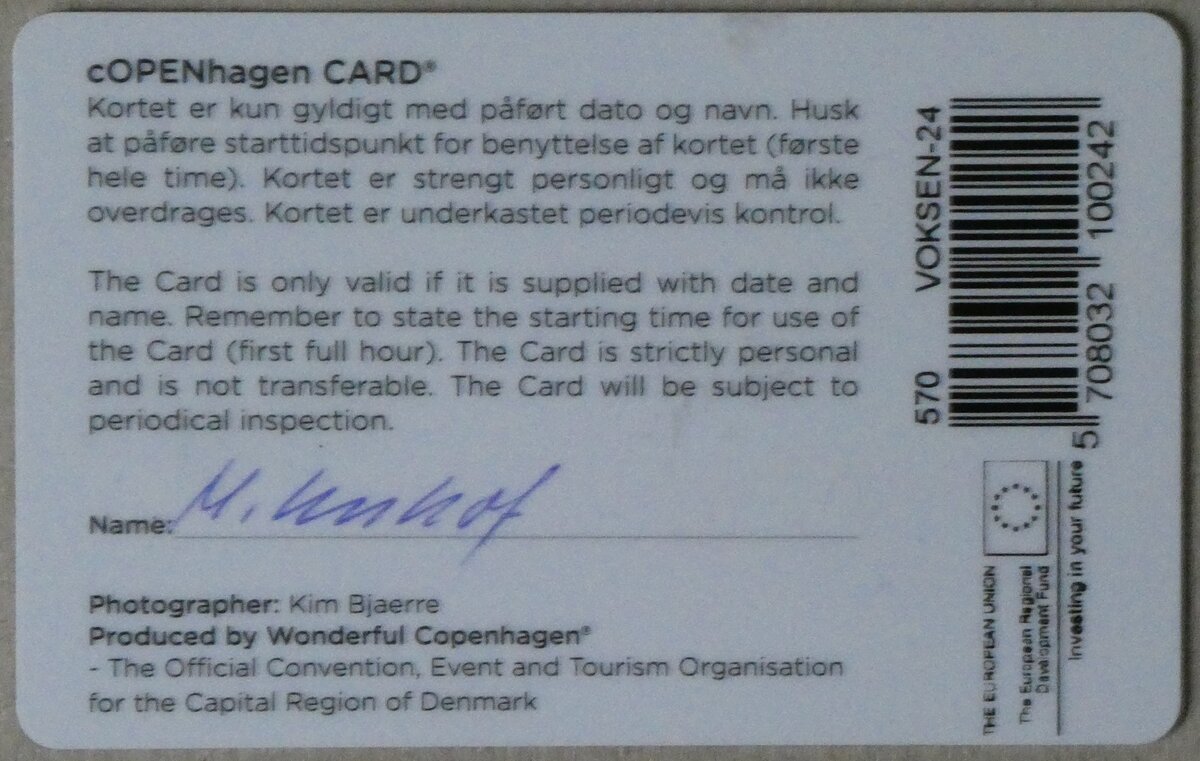 cOPENhagen CARD®
Kortet er kun gyldigt med påført dato og navn. Husk
at påføre starttidspunkt for benyttelse af kortet (første
hele time). Kortet er strengt personligt og må ikke
overdrages. Kortet er underkastet periodevis kontrol.
The Card is only valid if it is supplied with date and
name. Remember to state the starting time for use of
the Card (first full hour). The Card is strictly personal
and is not transferable. The Card will be subject to
periodical inspection.
Name: M.
Photographer: Kim Bjaerre
Produced by Wonderful Copenhagen®
- The Official Convention, Event and Tourism Organisation
for the Capital Region of Denmark
570 VOKSEN-24
5 708032 100242
THE EUROPEAN UNION
The European Regional
Development Fund
Investing in your future